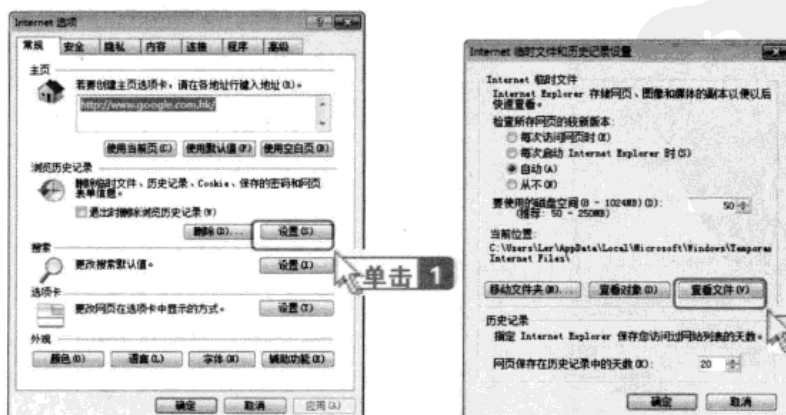 Internet 选项
常规 安全 隐私 内容 连接 程序 高级
主页
若要创建主页选项卡，请在各地址行键入地址(R)。
http://www.google.com.hk/
使用当前页(C) 使用默认值(F) 使用空白页(B)
浏览历史记录
删除临时文件、历史记录、Cookie、保存的密码和网页
表单信息。
退出时删除浏览历史记录(W)
删除(D)... 设置(S)
搜索
更改搜索默认值。 设置(I)
选项卡
更改网页在选项卡中显示的方式。 设置(T)
外观
颜色(O) 语言(L) 字体(N) 辅助功能(E)
确定 取消 应用(A)
单击 1
Internet 临时文件和历史记录设置
Internet 临时文件
Internet Explorer 存储网页、图像和媒体的副本以便以后
快速查看。
检查所存网页的较新版本:
每次访问网页时(E)
每次启动 Internet Explorer 时(S)
自动(A)
从不(N)
要使用的磁盘空间(8 - 1024MB)(D): 50
(推荐: 50 - 250MB)
当前位置:
C:\Users\Ler\AppData\Local\Microsoft\Windows\Temporar
Internet Files\
移动文件夹(M)... 查看对象(O) 查看文件(V)
历史记录
指定 Internet Explorer 保存您访问过网站列表的天数。
网页保存在历史记录中的天数(K): 20
确定 取消